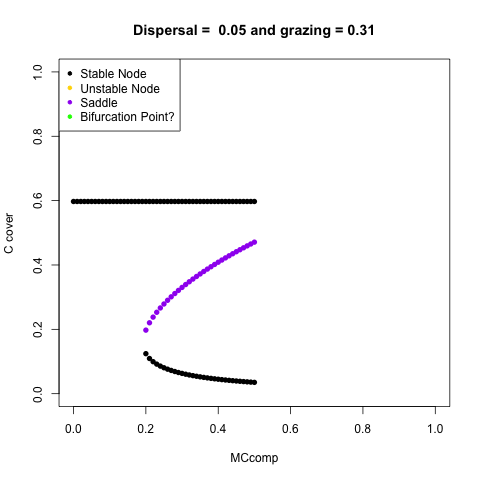 Dispersal =  0.05 and grazing = 0.31
Stable Node
Unstable Node
Saddle
Bifurcation Point?
C cover
1.0
0.8
0.6
0.4
0.2
0.0
0.0 0.2 0.4 0.6 0.8 1.0
MCcomp